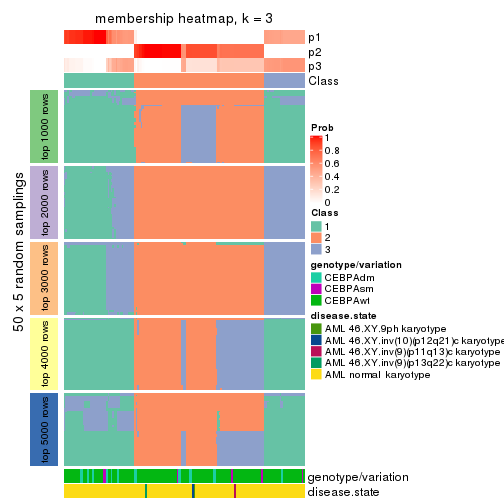 membership heatmap, k = 3
p1
p2
p3
Class
50 x 5 random samplings
top 1000 rows
top 2000 rows
top 3000 rows
top 4000 rows
top 5000 rows
Prob
1
0.8
0.6
0.4
0.2
0
Class
1
2
3
genotype/variation
CEBPAdm
CEBPAsm
CEBPAwt
disease.state
AML 46.XY.9ph karyotype
AML 46.XY.inv(10)(p12q21)c karyotype
AML 46.XY.inv(9)(p11q13)c karyotype
AML 46.XY.inv(9)(p13q22)c karyotype
AML normal karyotype
genotype/variation
disease.state